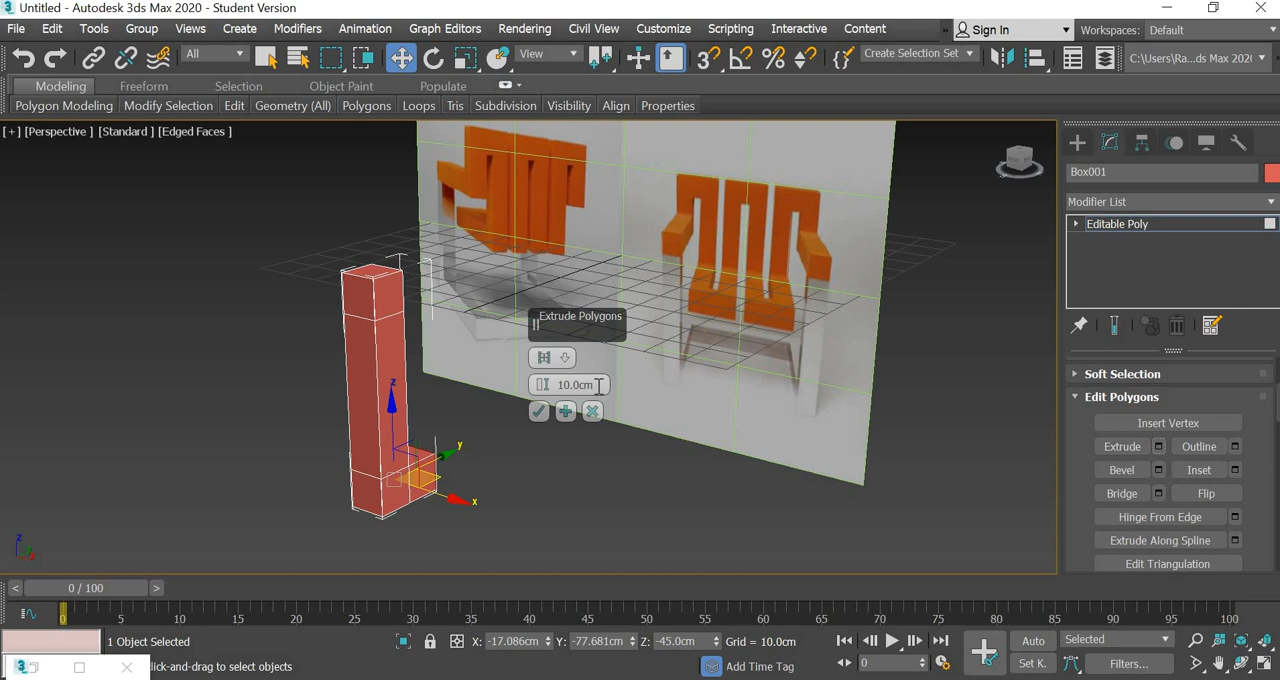 Untitled - Autodesk 3ds Max 2020 - Student Version
File Edit Tools Group Views Create Modifiers Animation Graph Editors Rendering Civil View Customize Scripting Interactive Content » Sign In Workspaces: Default
All View Create Selection Set C:\Users\Ra...ds Max 202(
Modeling Freeform Selection Object Paint Populate
Polygon Modeling Modify Selection Edit Geometry (All) Polygons Loops Tris Subdivision Visibility Align Properties
[+] [Perspective ] [Standard ] [Edged Faces ]
Box001
Modifier List
Editable Poly
Extrude Polygons
10.0cm
Soft Selection
Edit Polygons
Insert Vertex
Extrude Outline
Bevel Inset
Bridge Flip
Hinge From Edge
Extrude Along Spline
Edit Triangulation
z
y
x
z
< 0 / 100 >
0 5 10 15 20 25 30 35 40 45 50 55 60 65 70 75 80 85 90 95 100
1 Object Selected X: -17.086cm Y: -77.681cm Z: -45.0cm Grid = 10.0cm Auto Selected
lick-and-drag to select objects Add Time Tag 0 Set K. Filters...